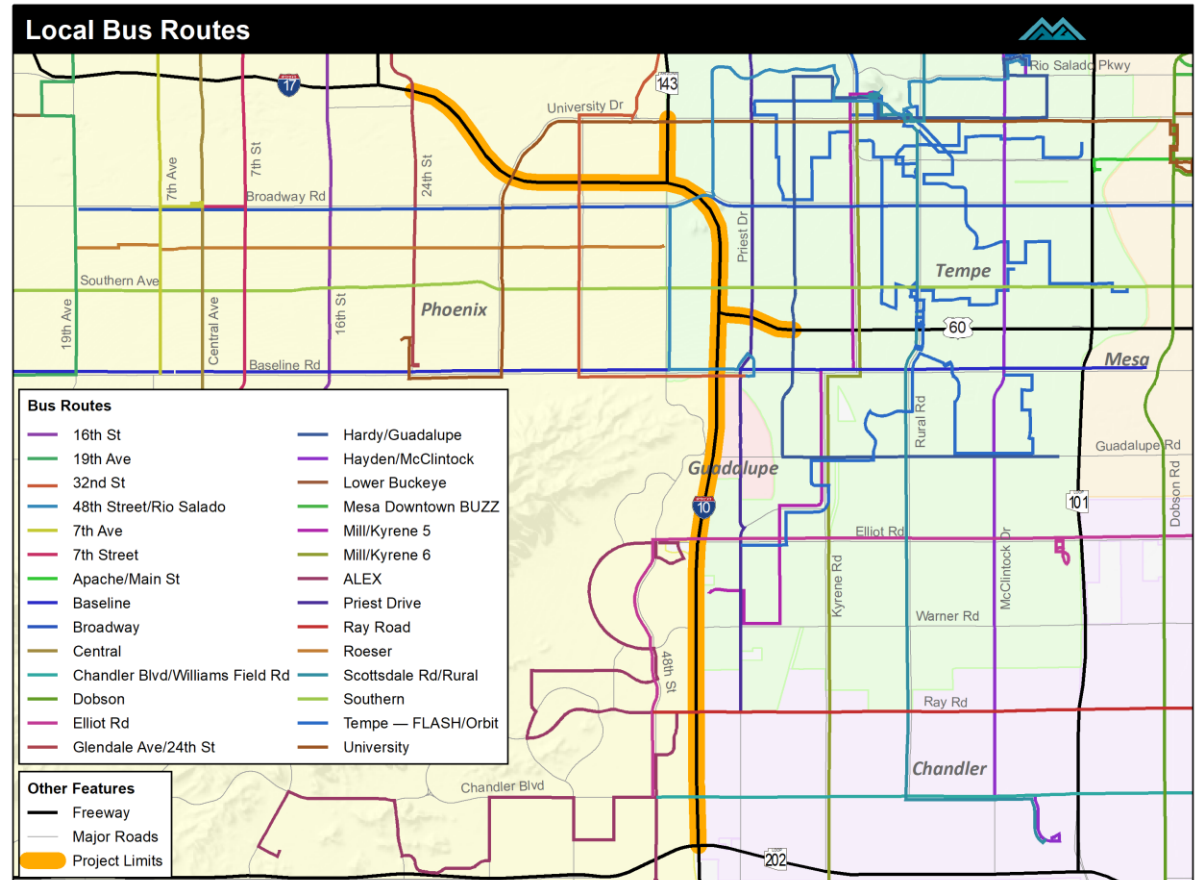 Local Bus Routes
INTERSTATE
17
143
Rio Salado Pkwy
University Dr
7th Ave
7th St
24th St
Broadway Rd
Priest Dr
Tempe
Southern Ave
Phoenix
19th Ave
Central Ave
16th St
60
Baseline Rd
Mesa
Rural Rd
Guadalupe Rd
Guadalupe
Dobson Rd
10
101
Elliot Rd
McClintock Dr
Kyrene Rd
Warner Rd
48th St
Ray Rd
Chandler
Chandler Blvd
202
Bus Routes
16th St
19th Ave
32nd St
48th Street/Rio Salado
7th Ave
7th Street
Apache/Main St
Baseline
Broadway
Central
Chandler Blvd/Williams Field Rd
Dobson
Elliot Rd
Glendale Ave/24th St
Hardy/Guadalupe
Hayden/McClintock
Lower Buckeye
Mesa Downtown BUZZ
Mill/Kyrene 5
Mill/Kyrene 6
ALEX
Priest Drive
Ray Road
Roeser
Scottsdale Rd/Rural
Southern
Tempe — FLASH/Orbit
University
Other Features
Freeway
Major Roads
Project Limits